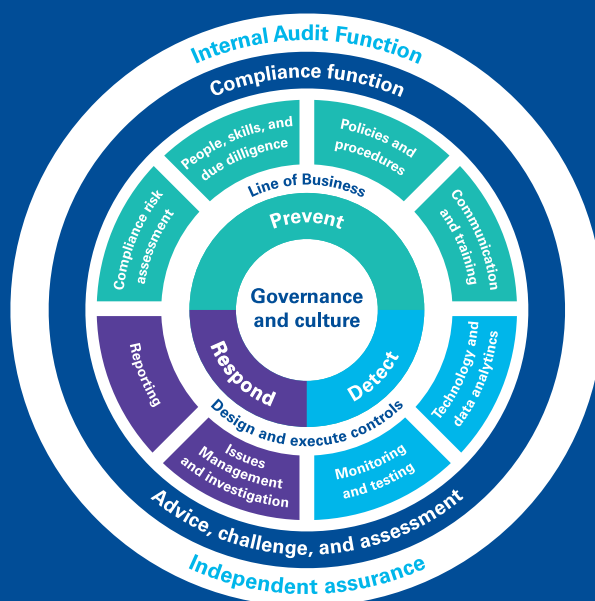 Internal Audit Function
Compliance function
People, skills, and
due dilligence
Policies and
procedures
Compliance risk
assessment
Communication
and training
Line of Business
Prevent
Governance
and culture
Respond
Detect
Design and execute controls
Reporting
Technology and
data analytincs
Issues
Management
and investigation
Monitoring
and testing
Advice, challenge, and assessment
Independent assurance